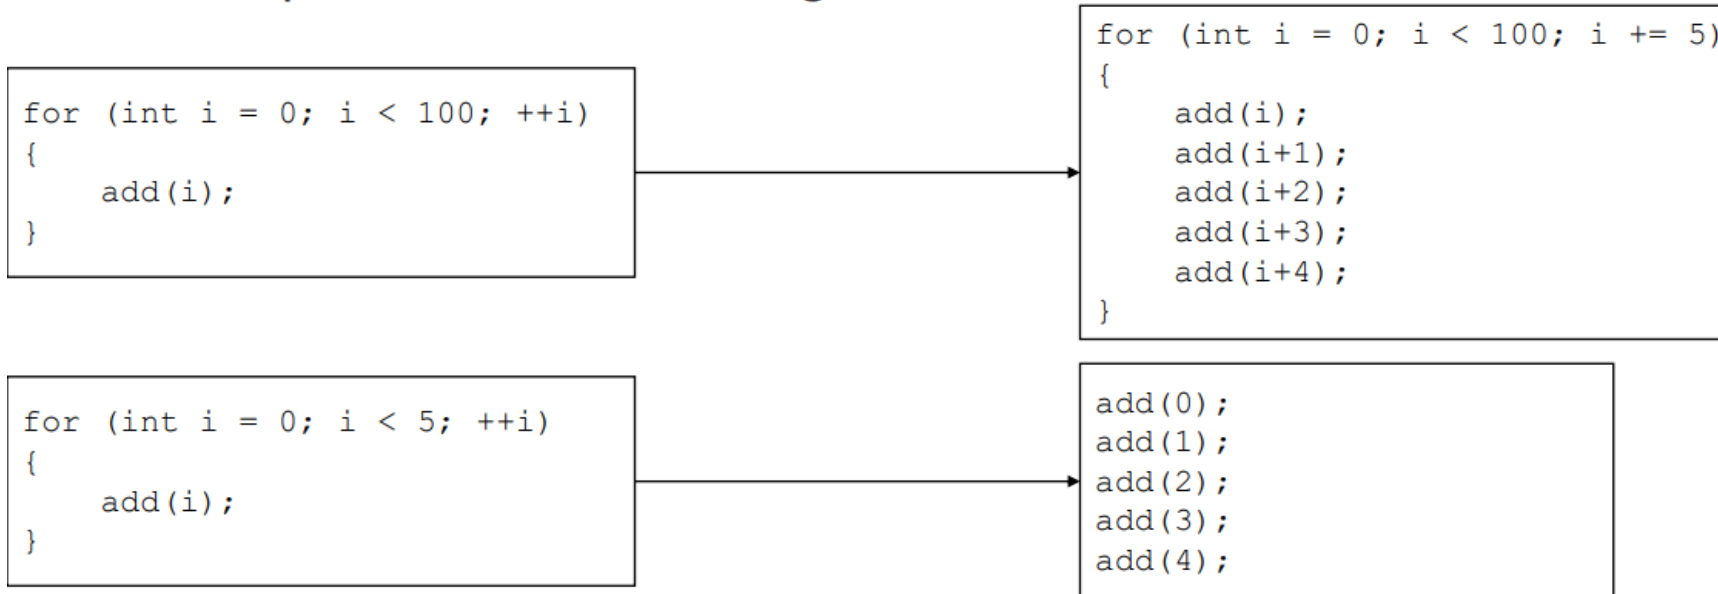 for (int i = 0; i < 100; ++i)
{
    add(i);
}
for (int i = 0; i < 100; i += 5)
{
    add(i);
    add(i+1);
    add(i+2);
    add(i+3);
    add(i+4);
}
for (int i = 0; i < 5; ++i)
{
    add(i);
}
add(0);
add(1);
add(2);
add(3);
add(4);